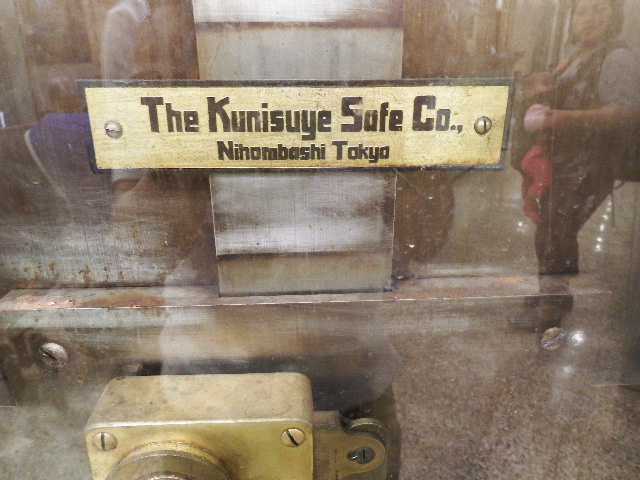 The Kunisuye Safe Co.,
Nihombashi Tokyo